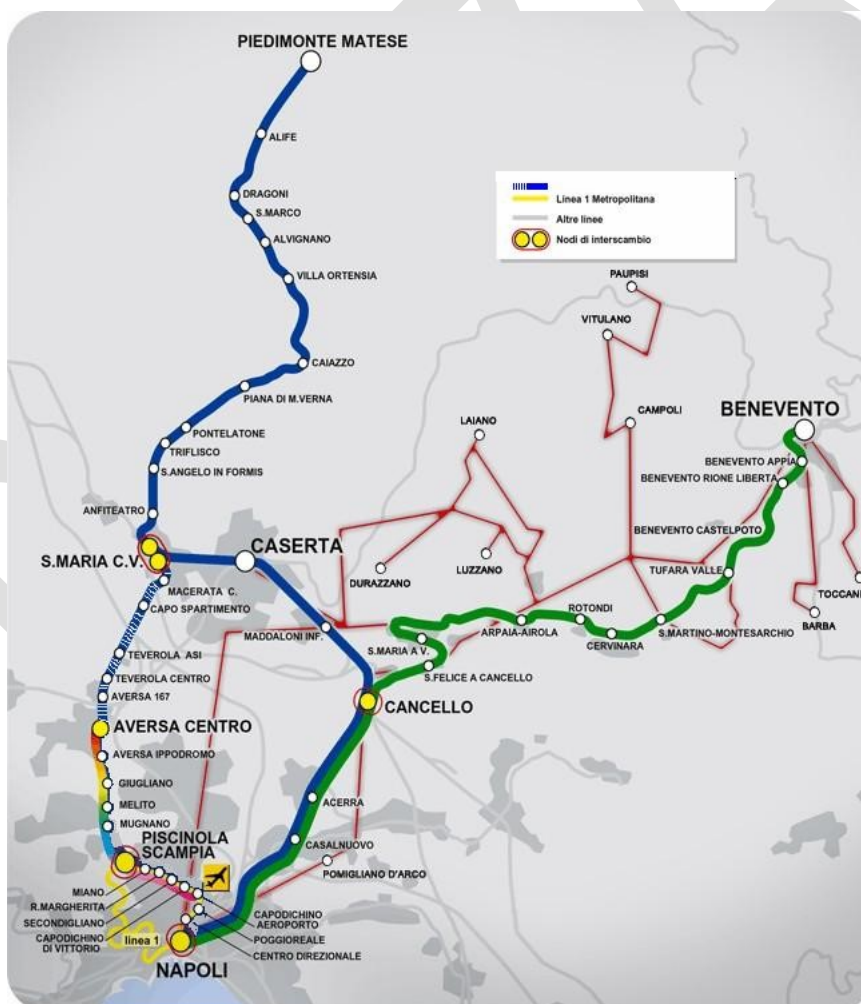 PIEDIMONTE MATESE
ALIFE
DRAGONI
S.MARCO
ALVIGNANO
VILLA ORTENSIA
CAIAZZO
PIANA DI M.VERNA
PONTELATONE
TRIFLISCO
S.ANGELO IN FORMIS
ANFITEATRO
S.MARIA C.V.
CASERTA
MACERATA C.
CAPO SPARTIMENTO
TEVEROLA ASI
TEVEROLA CENTRO
AVERSA 167
AVERSA CENTRO
AVERSA IPPODROMO
GIUGLIANO
MELITO
MUGNANO
PISCINOLA
SCAMPIA
MIANO
R.MARGHERITA
SECONDIGLIANO
CAPODICHINO
DI VITTORIO
linea 1
NAPOLI
CAPODICHINO
AEROPORTO
POGGIOREALE
CENTRO DIREZIONALE
POMIGLIANO D'ARCO
CASALNUOVO
ACERRA
CANCELLO
MADDALONI INF.
S.FELICE A CANCELLO
S.MARIA A V.
ARPAIA-AIROLA
ROTONDI
CERVINARA
S.MARTINO-MONTESARCHIO
TUFARA VALLE
BENEVENTO CASTELPOTO
BENEVENTO RIONE LIBERTA
BENEVENTO APPIA
BENEVENTO
Linea 1 Metropolitana
Altre linee
Nodi di interscambio
PAUPISI
VITULANO
CAMPOLI
LAIANO
DURAZZANO
LUZZANO
TOCCANI
BARBA